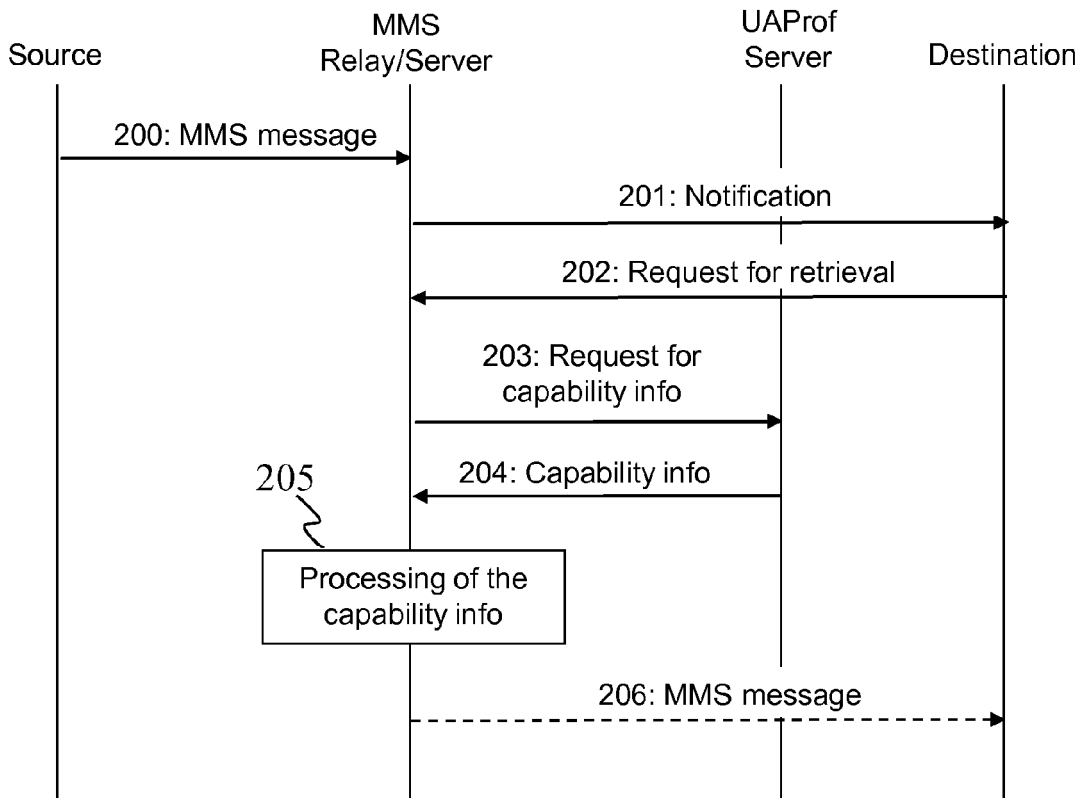 Source
MMS
Relay/Server
UAProf
Server
Destination
200: MMS message
201: Notification
202: Request for retrieval
203: Request for
capability info
204: Capability info
205
Processing of the
capability info
206: MMS message